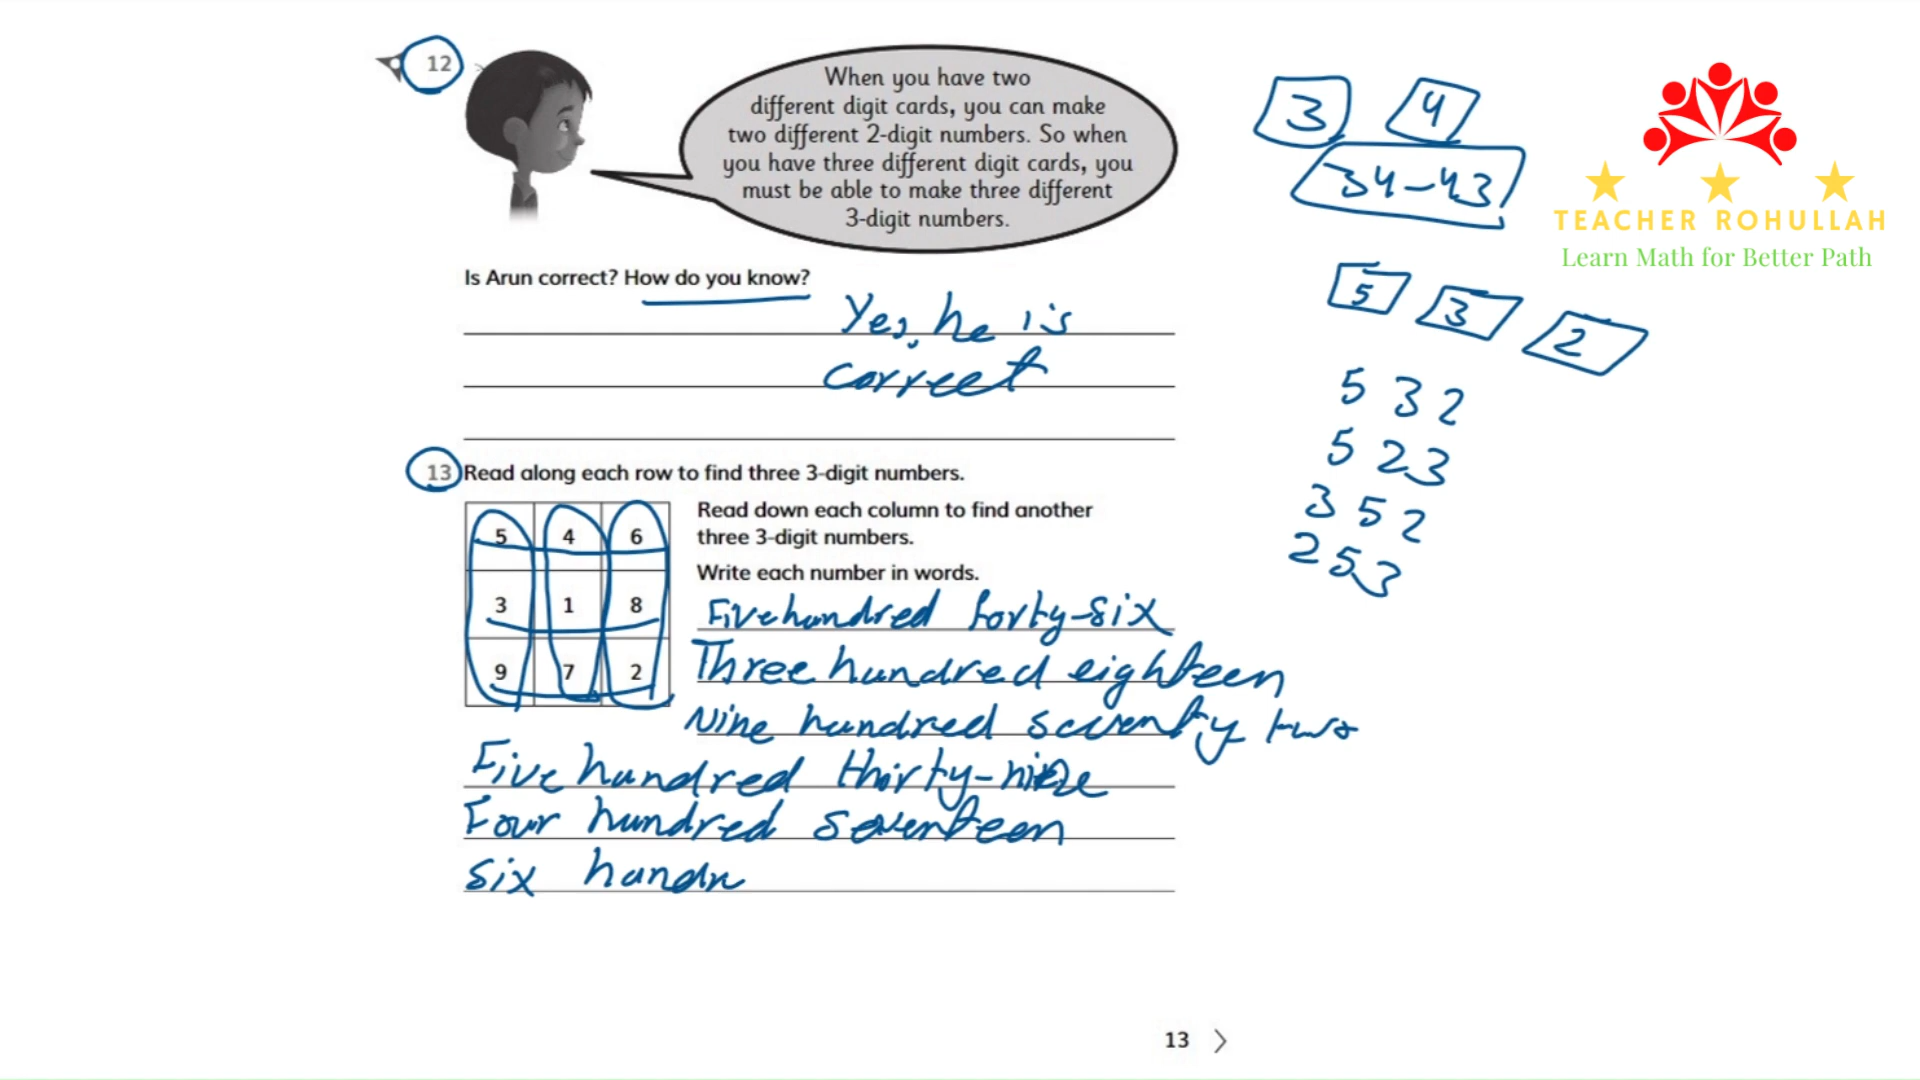 12
When you have two
different digit cards, you can make
two different 2-digit numbers. So when
you have three different digit cards, you
must be able to make three different
3-digit numbers.
3 4
34-43
TEACHER ROHULLAH
Learn Math for Better Path
Is Arun correct? How do you know?
Yes, he is
correct
5 3 2
5 3 2
5 2 3
3 5 2
2 5 3
13 Read along each row to find three 3-digit numbers.
5 4 6
3 1 8
9 7 2
Read down each column to find another
three 3-digit numbers.
Write each number in words.
Five hundred forty-six
Three hundred eighteen
Nine hundred seventy two
Five hundred thirty-nine
Four hundred seventeen
Six hundr
13